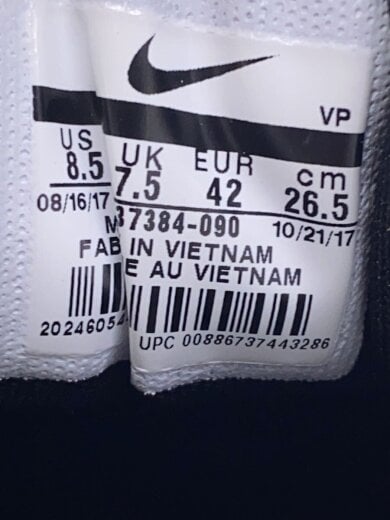 VP
US UK EUR cm
8.5 7.5 42 26.5
08/16/17 37384-090 10/21/17
IN VIETNAM
FAB E AU VIETNAM
UPC 00886737443286